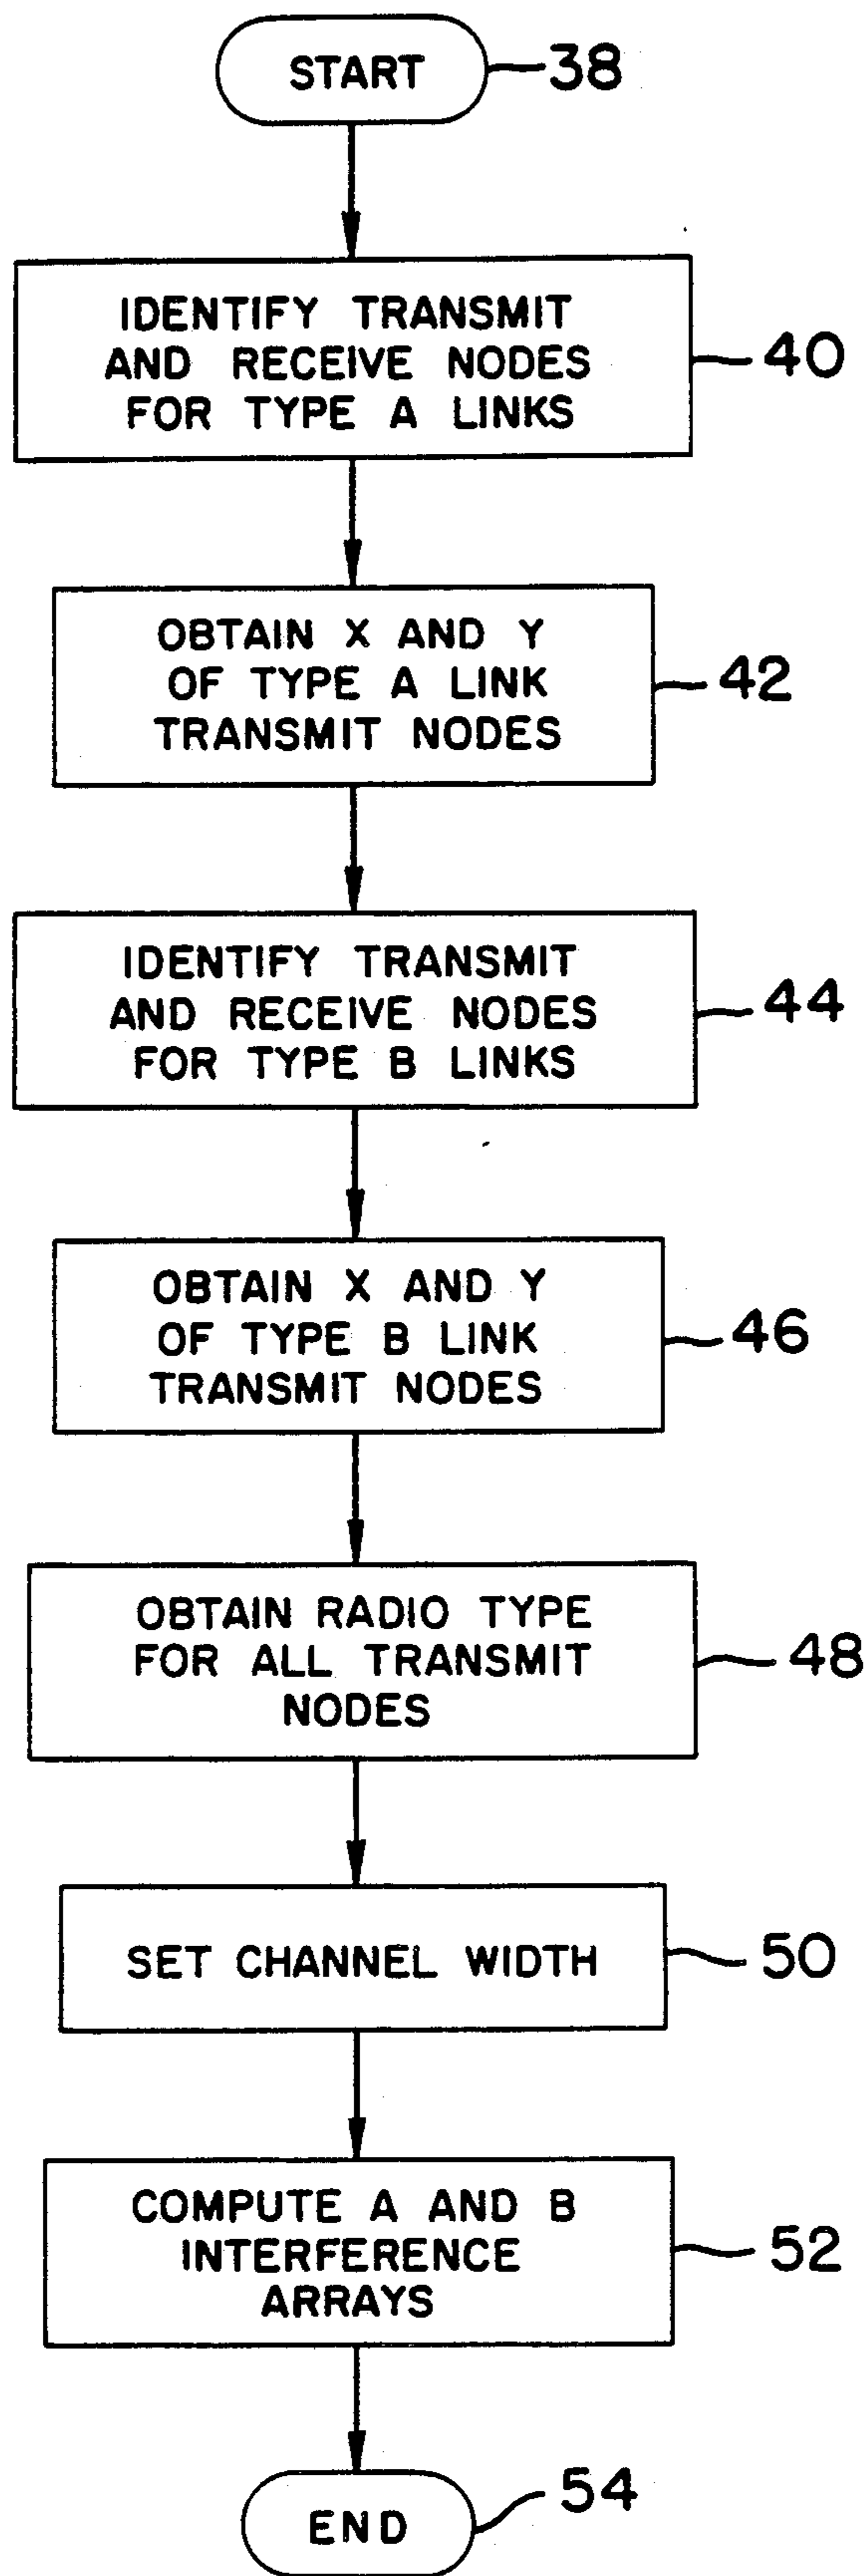 START
38
IDENTIFY TRANSMIT
AND RECEIVE NODES
FOR TYPE A LINKS
40
OBTAIN X AND Y
OF TYPE A LINK
TRANSMIT NODES
42
IDENTIFY TRANSMIT
AND RECEIVE NODES
FOR TYPE B LINKS
44
OBTAIN X AND Y
OF TYPE B LINK
TRANSMIT NODES
46
OBTAIN RADIO TYPE
FOR ALL TRANSMIT
NODES
48
SET CHANNEL WIDTH
50
COMPUTE A AND B
INTERFERENCE
ARRAYS
52
END
54